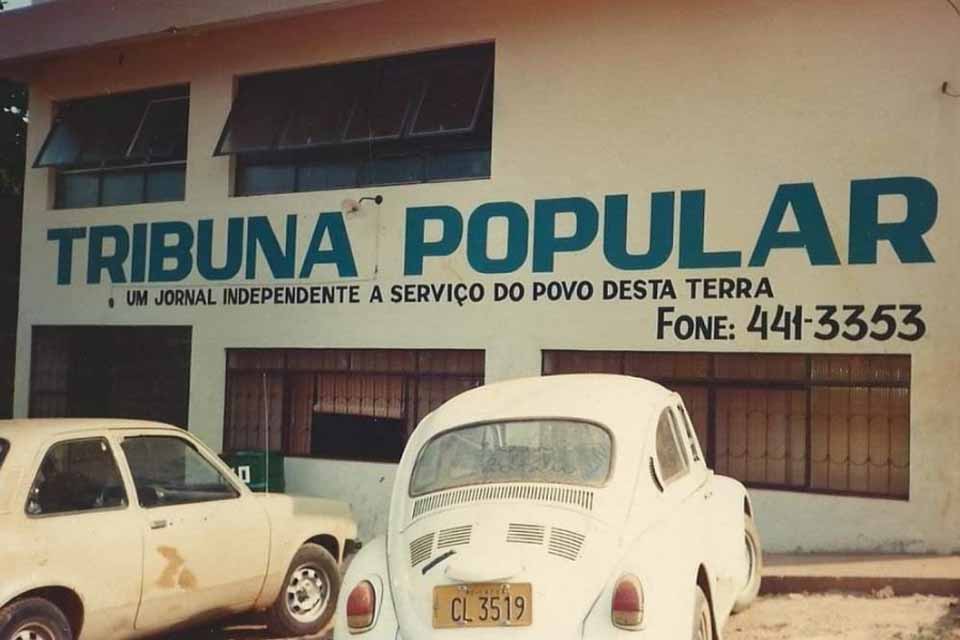 TRIBUNA POPULAR
UM JORNAL INDEPENDENTE A SERVIÇO DO POVO DESTA TERRA
FONE: 441-3353
CL 3519